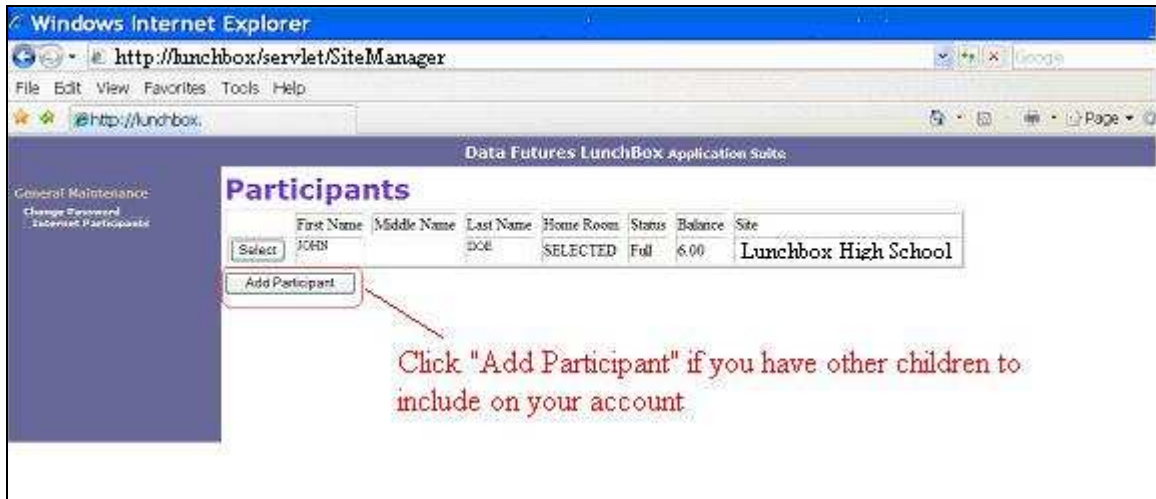 Windows Internet Explorer
http://lunchbox/servlet/SiteManager
Google
File Edit View Favorites Tools Help
http://lunchbox.
Page
Data Futures LunchBox Application Suite
General Maintenance
Change Password
Internet Participants
Participants
First Name Middle Name Last Name Home Room Status Balance Site
Select JOHN DOE SELECTED Full 6.00 Lunchbox High School
Add Participant
Click "Add Participant" if you have other children to
include on your account